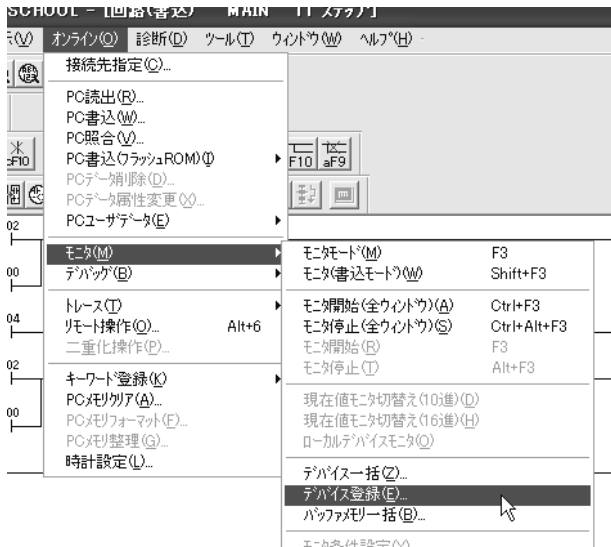 SCHOOL - [回路(書込) MAIN 11 ステップ]
示(V) オンライン(O) 診断(D) ツール(T) ウィンドウ(W) ヘルプ(H)
接続先指定(C)...
PC読出(R)...
PC書込(W)...
PC照合(V)...
PC書込(フラッシュROM)(I)
PCデータ削除(D)...
PCデータ属性変更(X)...
PCユーザデータ(E)
モニタ(M)
デバッグ(B)
トレース(T)
リモート操作(O)... Alt+6
二重化操作(P)...
キーワード登録(K)
PCメモリクリア(A)...
PCメモリフォーマット(F)...
PCメモリ整理(G)...
時計設定(L)...
モニタモード(M) F3
モニタ(書込モード)(W) Shift+F3
モニタ開始(全ウィンドウ)(A) Ctrl+F3
モニタ停止(全ウィンドウ)(S) Ctrl+Alt+F3
モニタ開始(R) F3
モニタ停止(T) Alt+F3
現在値モニタ切替え(10進)(D)
現在値モニタ切替え(16進)(H)
ローカルデバイスモニタ(O)
デバイス一括(Z)...
デバイス登録(E)...
バッファメモリ一括(B)...
cF10
F10 aF9
02
00
04
02
00